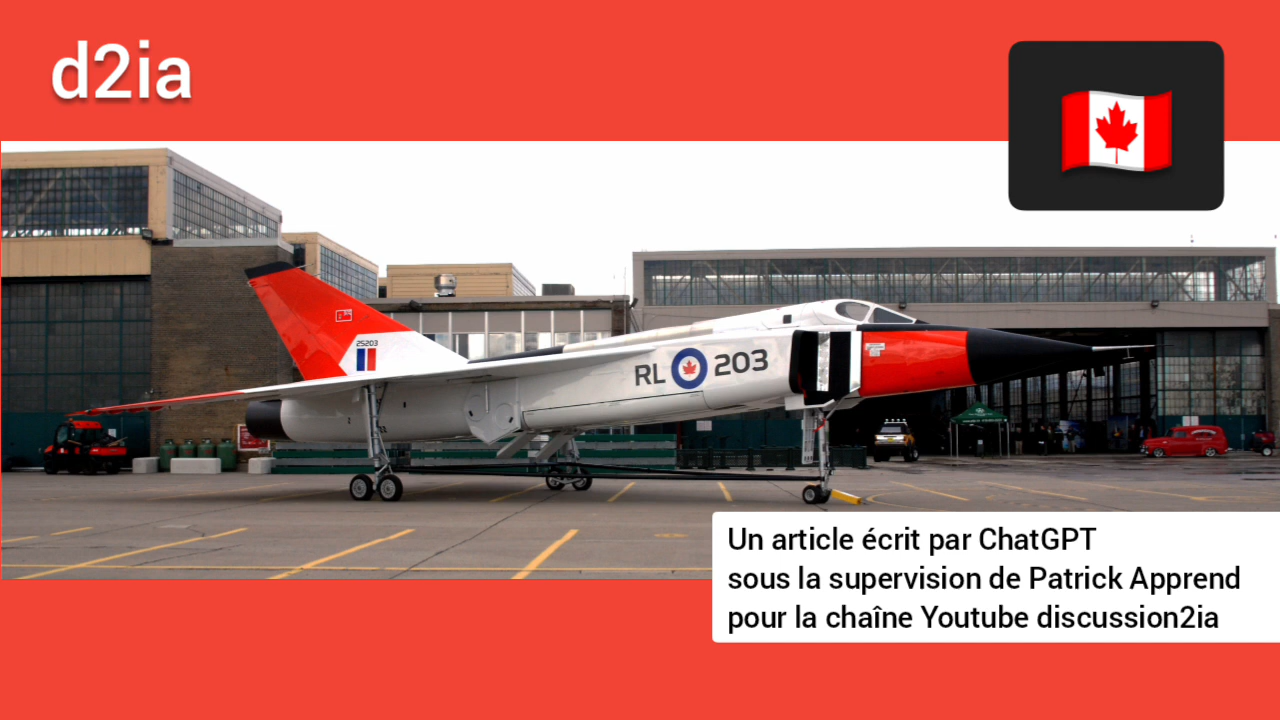 d2ia
25203
RL 203
Un article écrit par ChatGPT
sous la supervision de Patrick Apprend
pour la chaîne Youtube discussion2ia